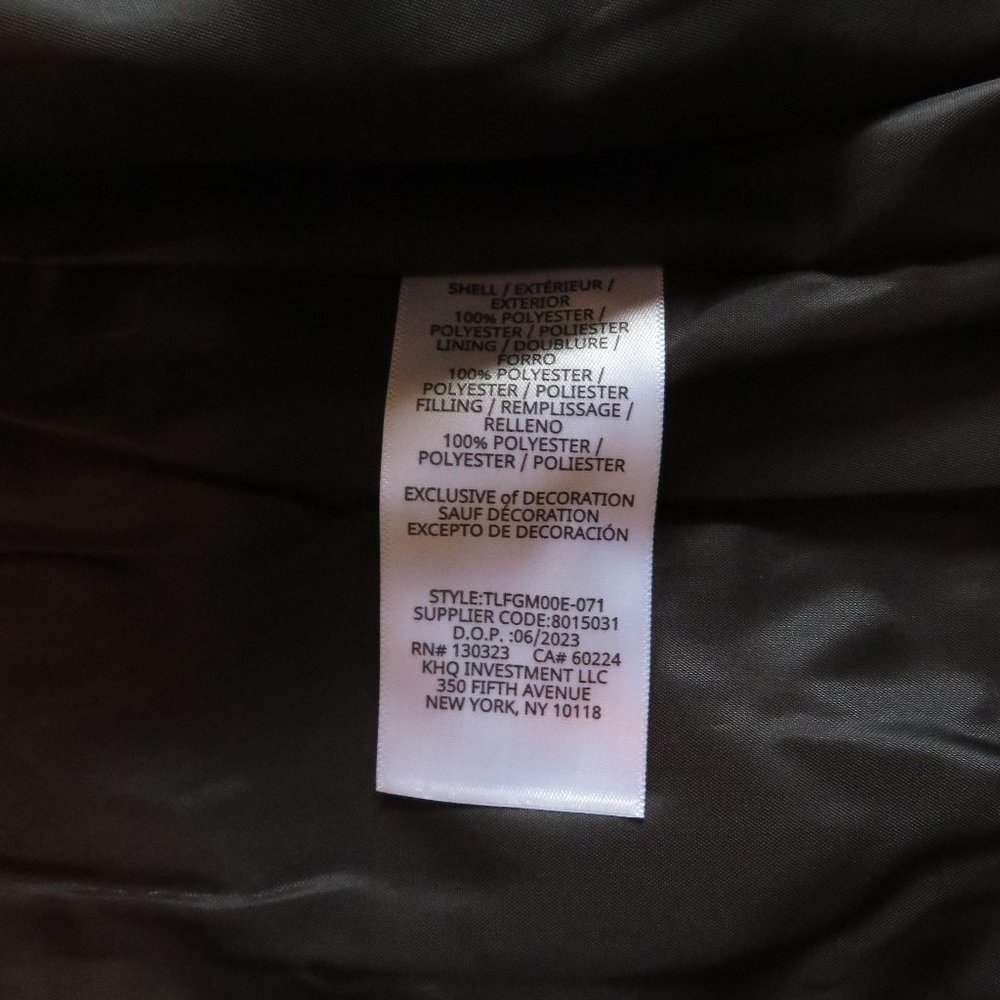 SHELL / EXTÉRIEUR /
EXTERIOR
100% POLYESTER /
POLYESTER / POLIESTER
LINING / DOUBLURE /
FORRO
100% POLYESTER /
POLYESTER / POLIESTER
FILLING / REMPLISSAGE /
RELLENO
100% POLYESTER /
POLYESTER / POLIESTER
EXCLUSIVE of DECORATION
SAUF DÉCORATION
EXCEPTO DE DECORACIÓN
STYLE:TLFGM00E-071
SUPPLIER CODE:8015031
D.O.P. :06/2023
RN# 130323 CA# 60224
KHQ INVESTMENT LLC
350 FIFTH AVENUE
NEW YORK, NY 10118